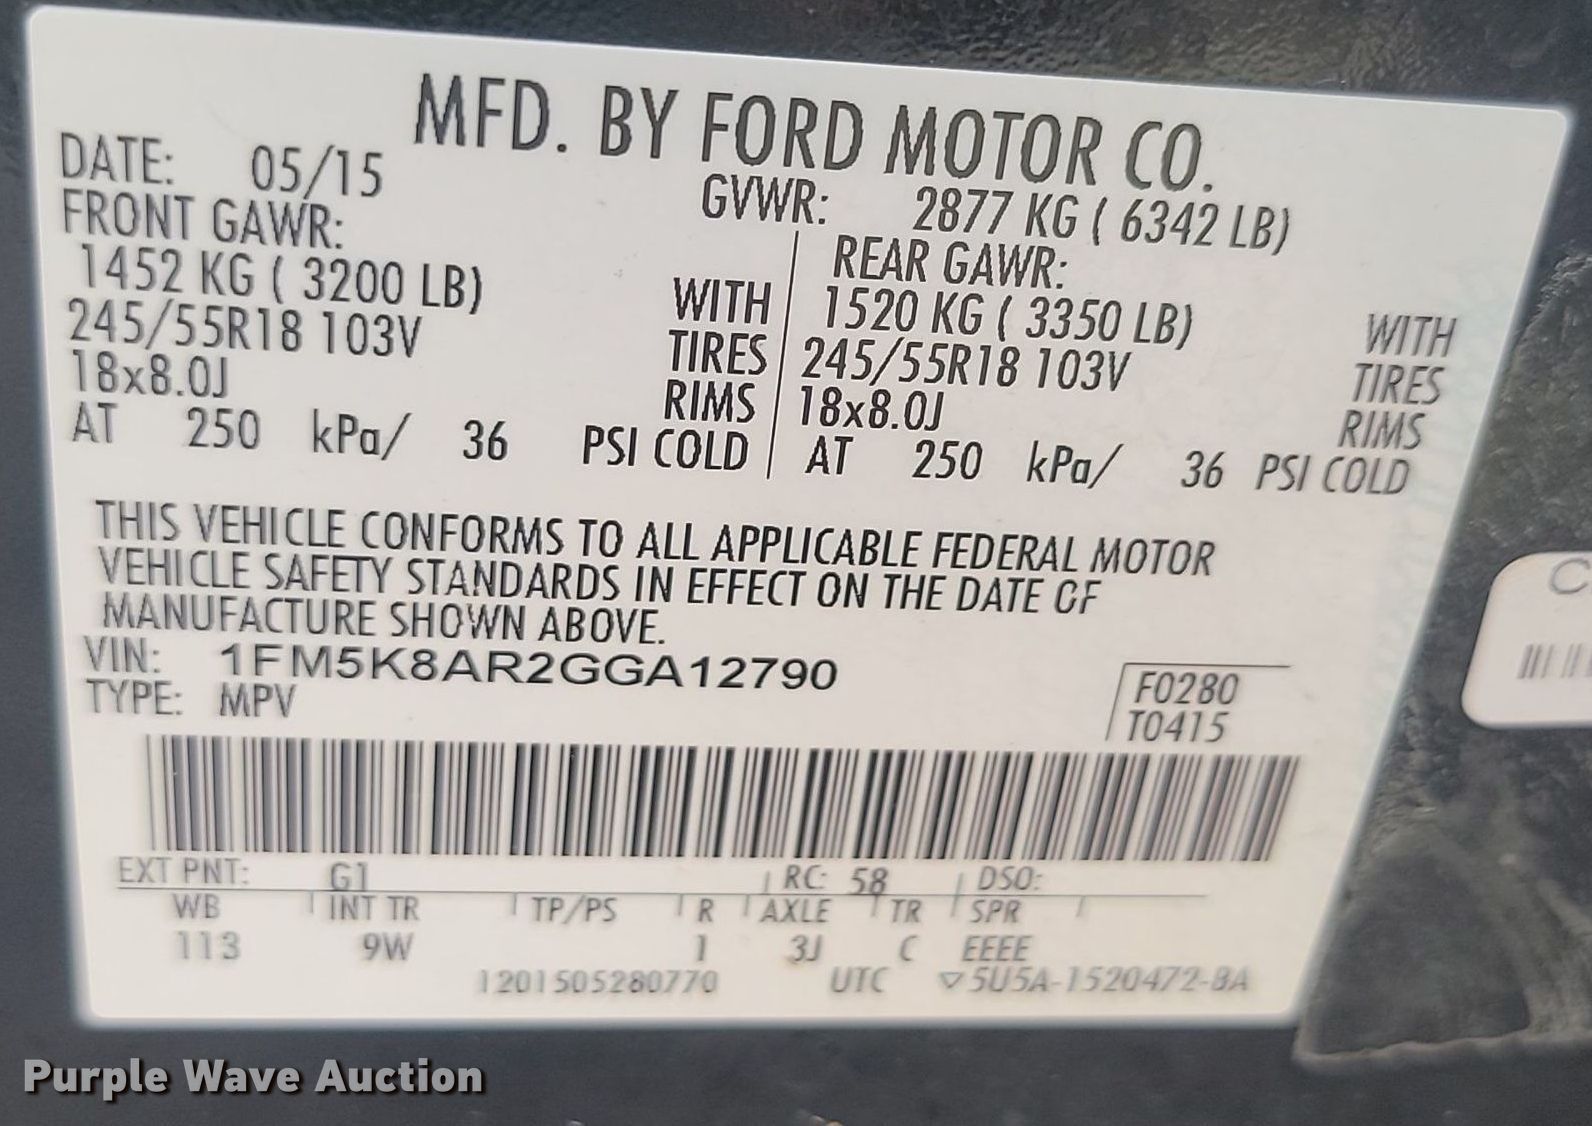 MFD. BY FORD MOTOR CO.
DATE: 05/15 GVWR: 2877 KG ( 6342 LB)
FRONT GAWR: REAR GAWR:
1452 KG ( 3200 LB) WITH 1520 KG ( 3350 LB) WITH
245/55R18 103V TIRES 245/55R18 103V TIRES
18x8.0J RIMS 18x8.0J RIMS
AT 250 kPa/ 36 PSI COLD AT 250 kPa/ 36 PSI COLD
THIS VEHICLE CONFORMS TO ALL APPLICABLE FEDERAL MOTOR
VEHICLE SAFETY STANDARDS IN EFFECT ON THE DATE OF
MANUFACTURE SHOWN ABOVE.
VIN: 1FM5K8AR2GGA12790
TYPE: MPV
F0280
T0415
EXT PNT: G1 RC: 58 DSO:
WB INT TR TP/PS R AXLE TR SPR
113 9W 1 3J C EEEE
1201505280770 UTC ▽5U5A-1520472-BA
Purple Wave Auction